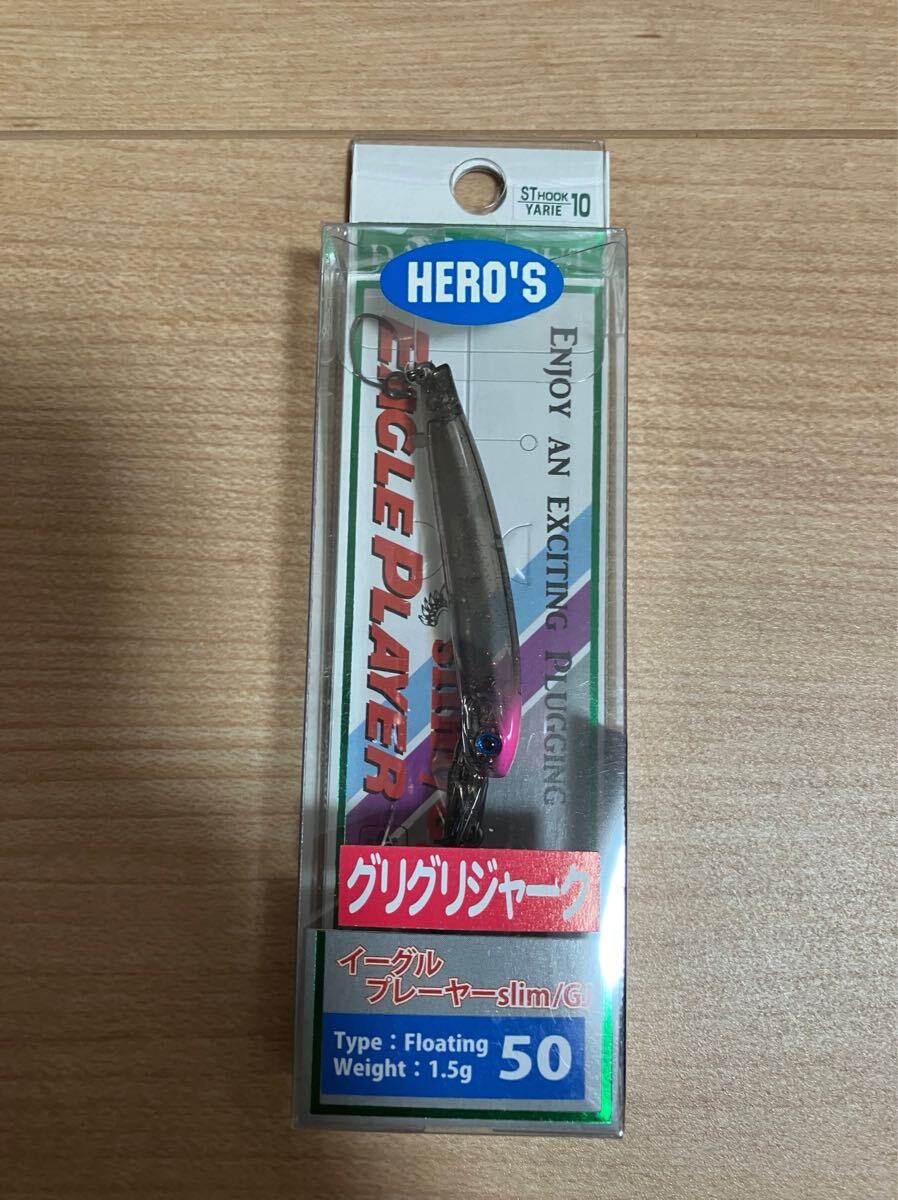 ST HOOK 10
YARIE
HERO'S
ENJOY AN EXCITING PLUGGING
EAGLE PLAYER
slim
グリグリジャーク
イーグル
プレーヤーslim/GJ
Type：Floating
Weight：1.5g
50